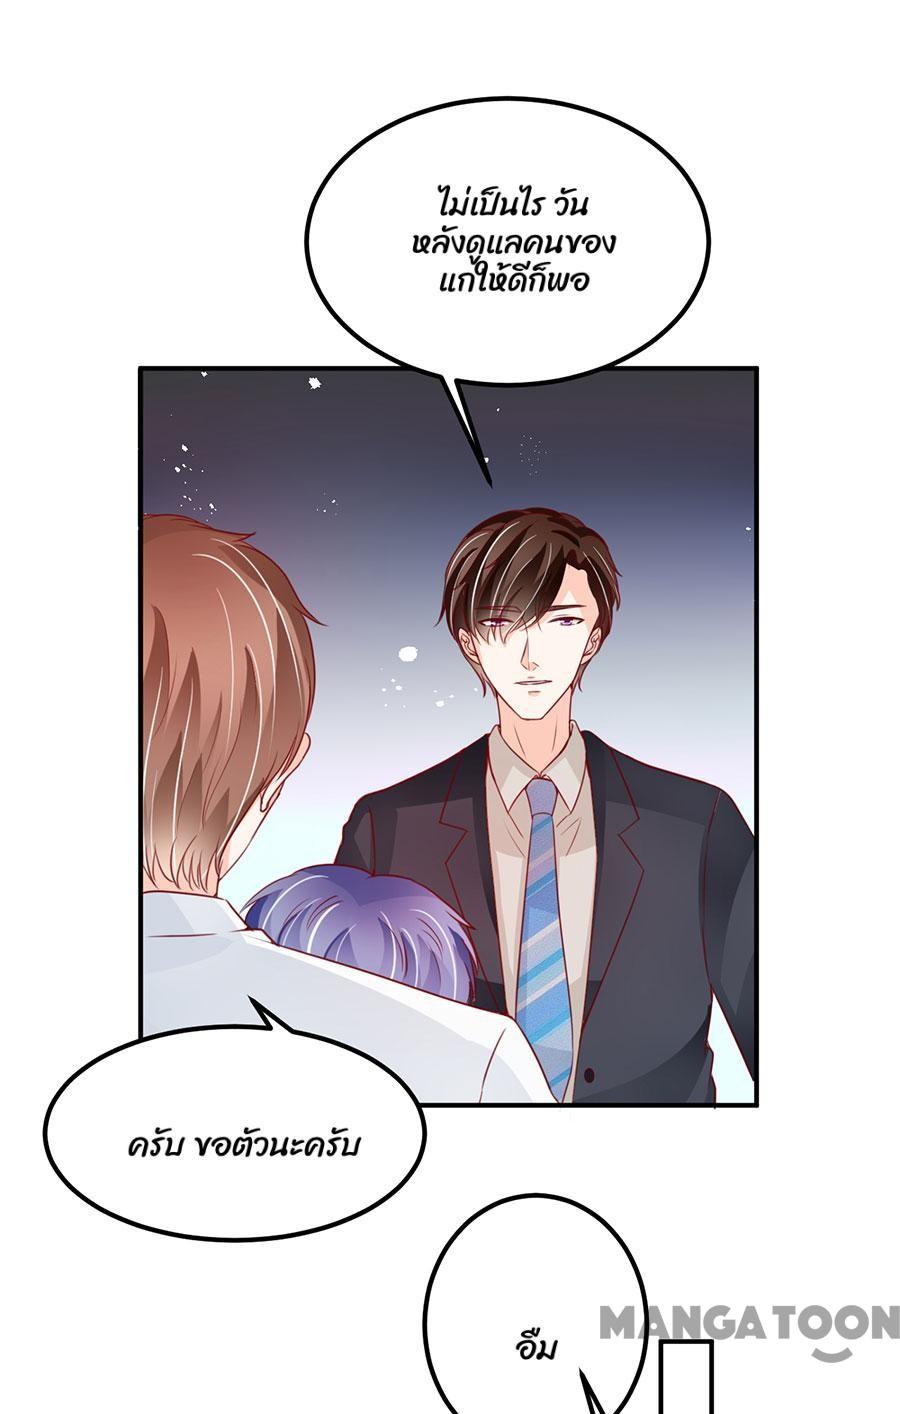 ไม่เป็นไร วัน
หลังดูแลคนของ
แกให้ดีก็พอ
ครับ ขอตัวนะครับ
อืม
MANGATOON